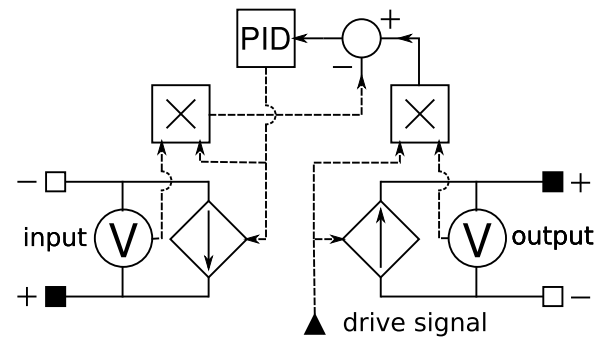 +
PID
−
×
×
−
+
input
V
V
output
+
−
drive signal